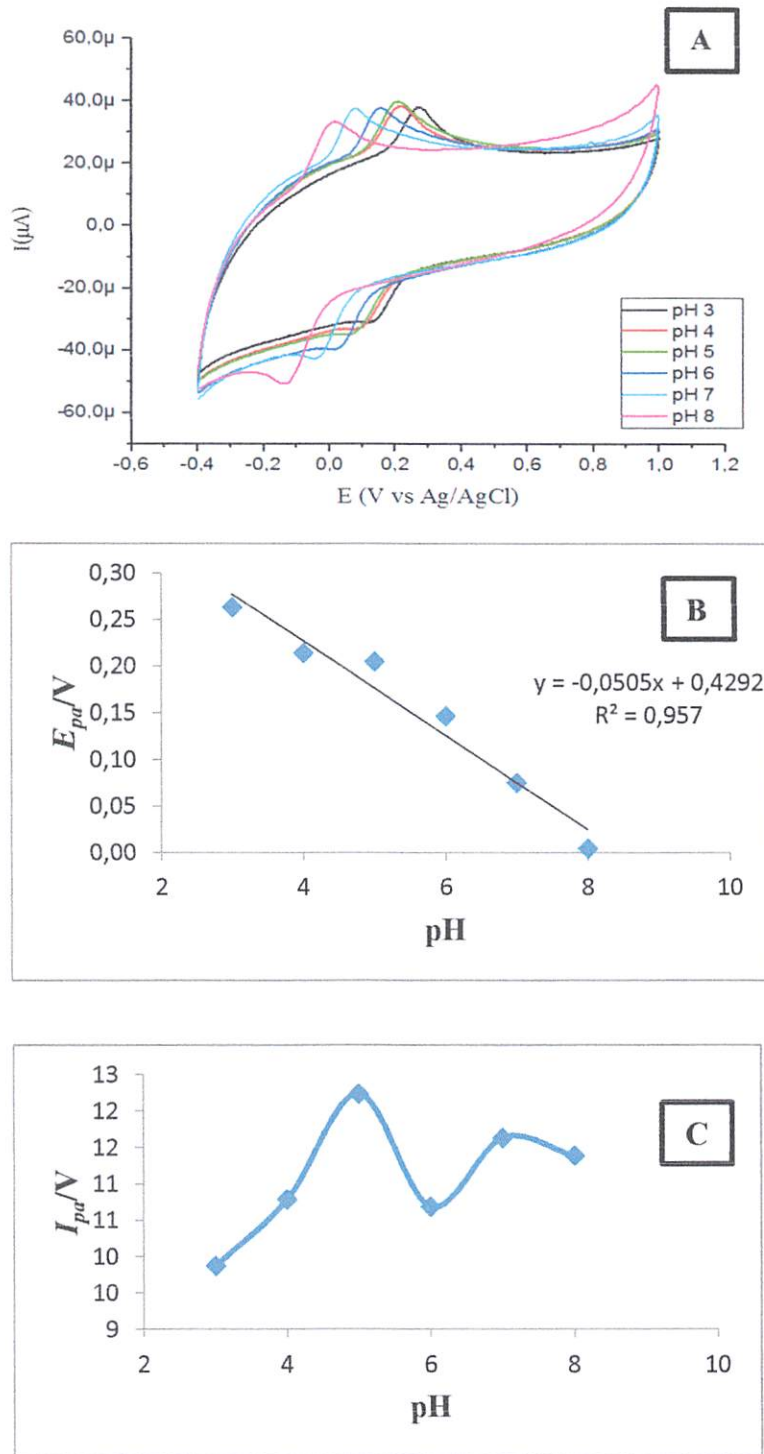 A
60,0µ
40,0µ
20,0µ
0,0
-20,0µ
-40,0µ
-60,0µ
I(µA)
pH 3
pH 4
pH 5
pH 6
pH 7
pH 8
-0,6 -0,4 -0,2 0,0 0,2 0,4 0,6 0,8 1,0 1,2
E (V vs Ag/AgCl)
B
0,30
0,25
0,20
0,15
0,10
0,05
0,00
E_pa/V
y = -0,0505x + 0,4292
R² = 0,957
2 4 6 8 10
pH
C
13
12
12
11
11
10
10
9
I_pa/V
2 4 6 8 10
pH